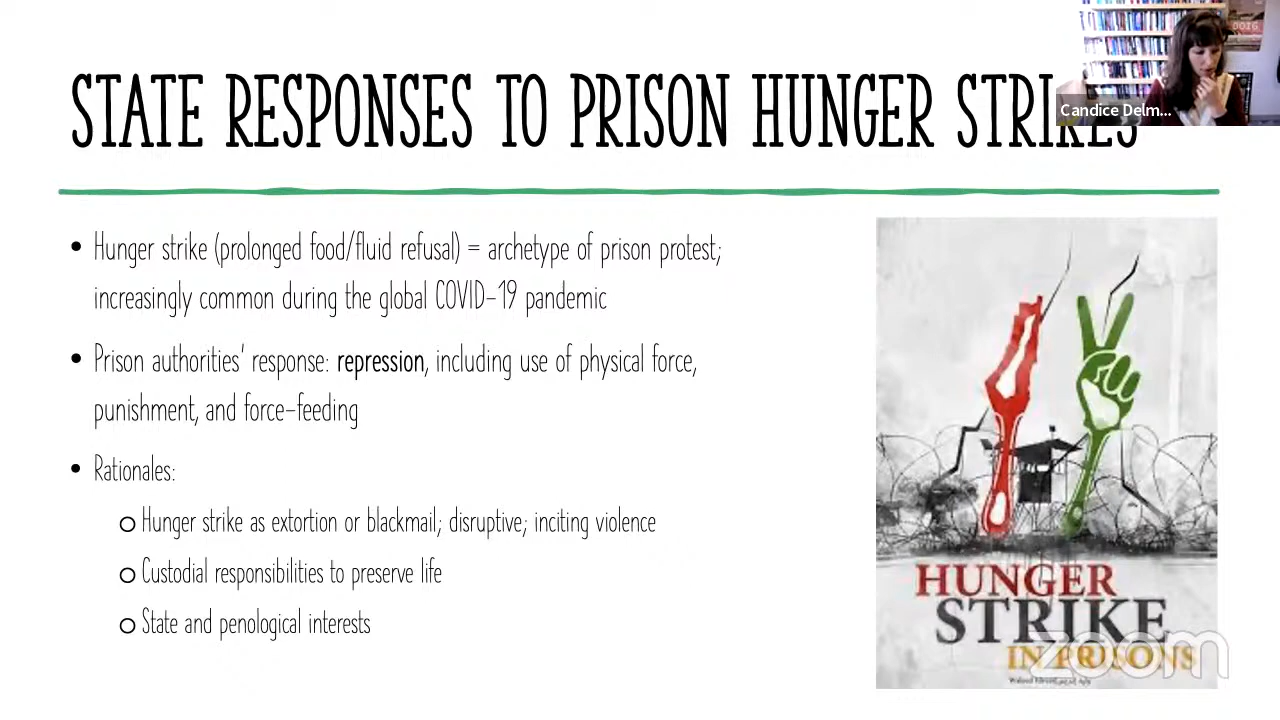 STATE RESPONSES TO PRISON HUNGER STRIKES
Candice Delm...
DOIG
• Hunger strike (prolonged food/fluid refusal) = archetype of prison protest;
increasingly common during the global COVID-19 pandemic
• Prison authorities' response: repression, including use of physical force,
punishment, and force-feeding
• Rationales:
o Hunger strike as extortion or blackmail; disruptive; inciting violence
o Custodial responsibilities to preserve life
o State and penological interests
HUNGER
STRIKE
IN PRISONS
zoom